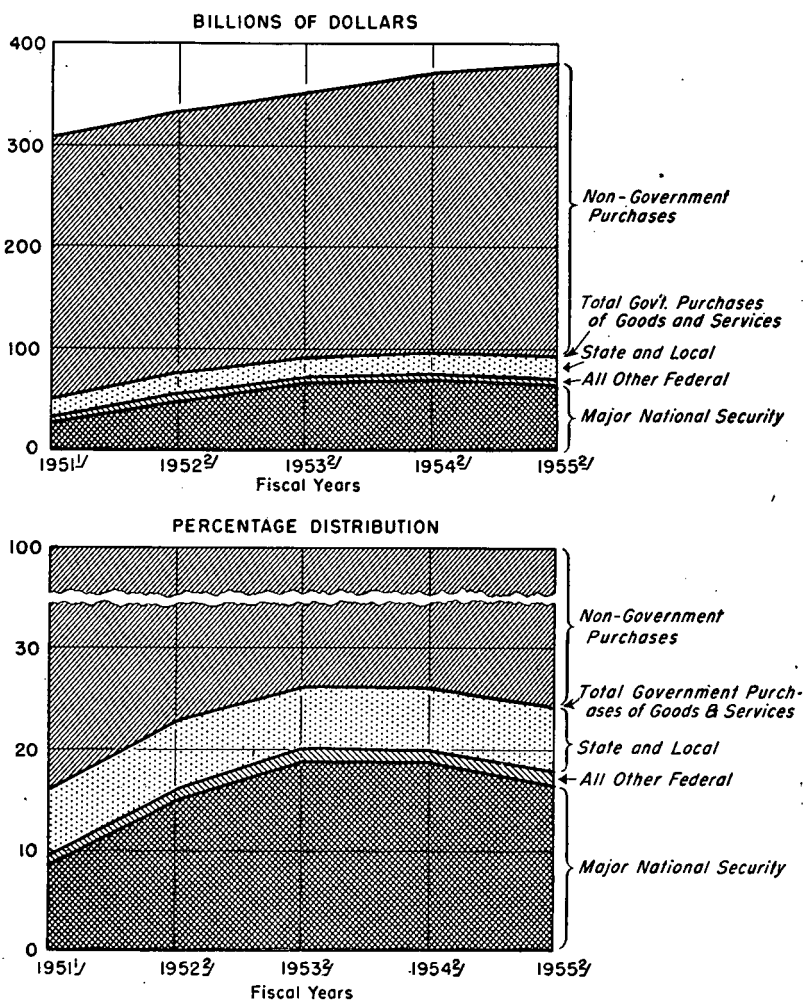 BILLIONS OF DOLLARS
400
300
200
100
0
Non-Government
Purchases
Total Gov't. Purchases
of Goods and Services
State and Local
All Other Federal
Major National Security
1951 1/ 1952 2/ 1953 2/ 1954 2/ 1955 2/
Fiscal Years
PERCENTAGE DISTRIBUTION
100
30
20
10
0
Non-Government
Purchases
Total Government Purch-
ases of Goods & Services
State and Local
All Other Federal
Major National Security
1951 1/ 1952 2/ 1953 2/ 1954 2/ 1955 2/
Fiscal Years